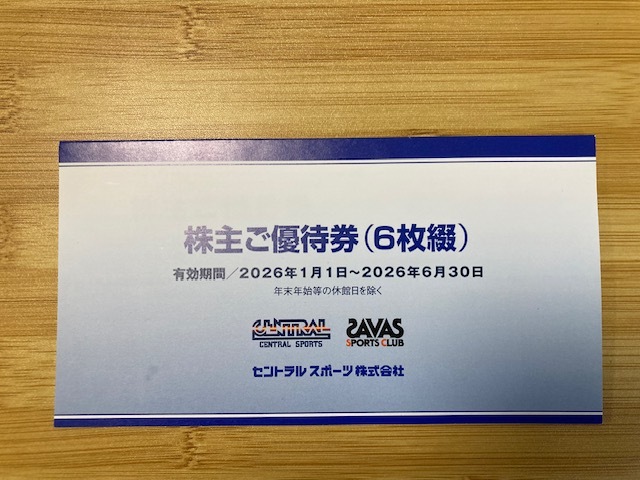 株主ご優待券(6枚綴)
有効期間/2026年1月1日~2026年6月30日
年末年始等の休館日を除く
CENTRAL
CENTRAL SPORTS
SAVAS
SPORTS CLUB
セントラルスポーツ株式会社